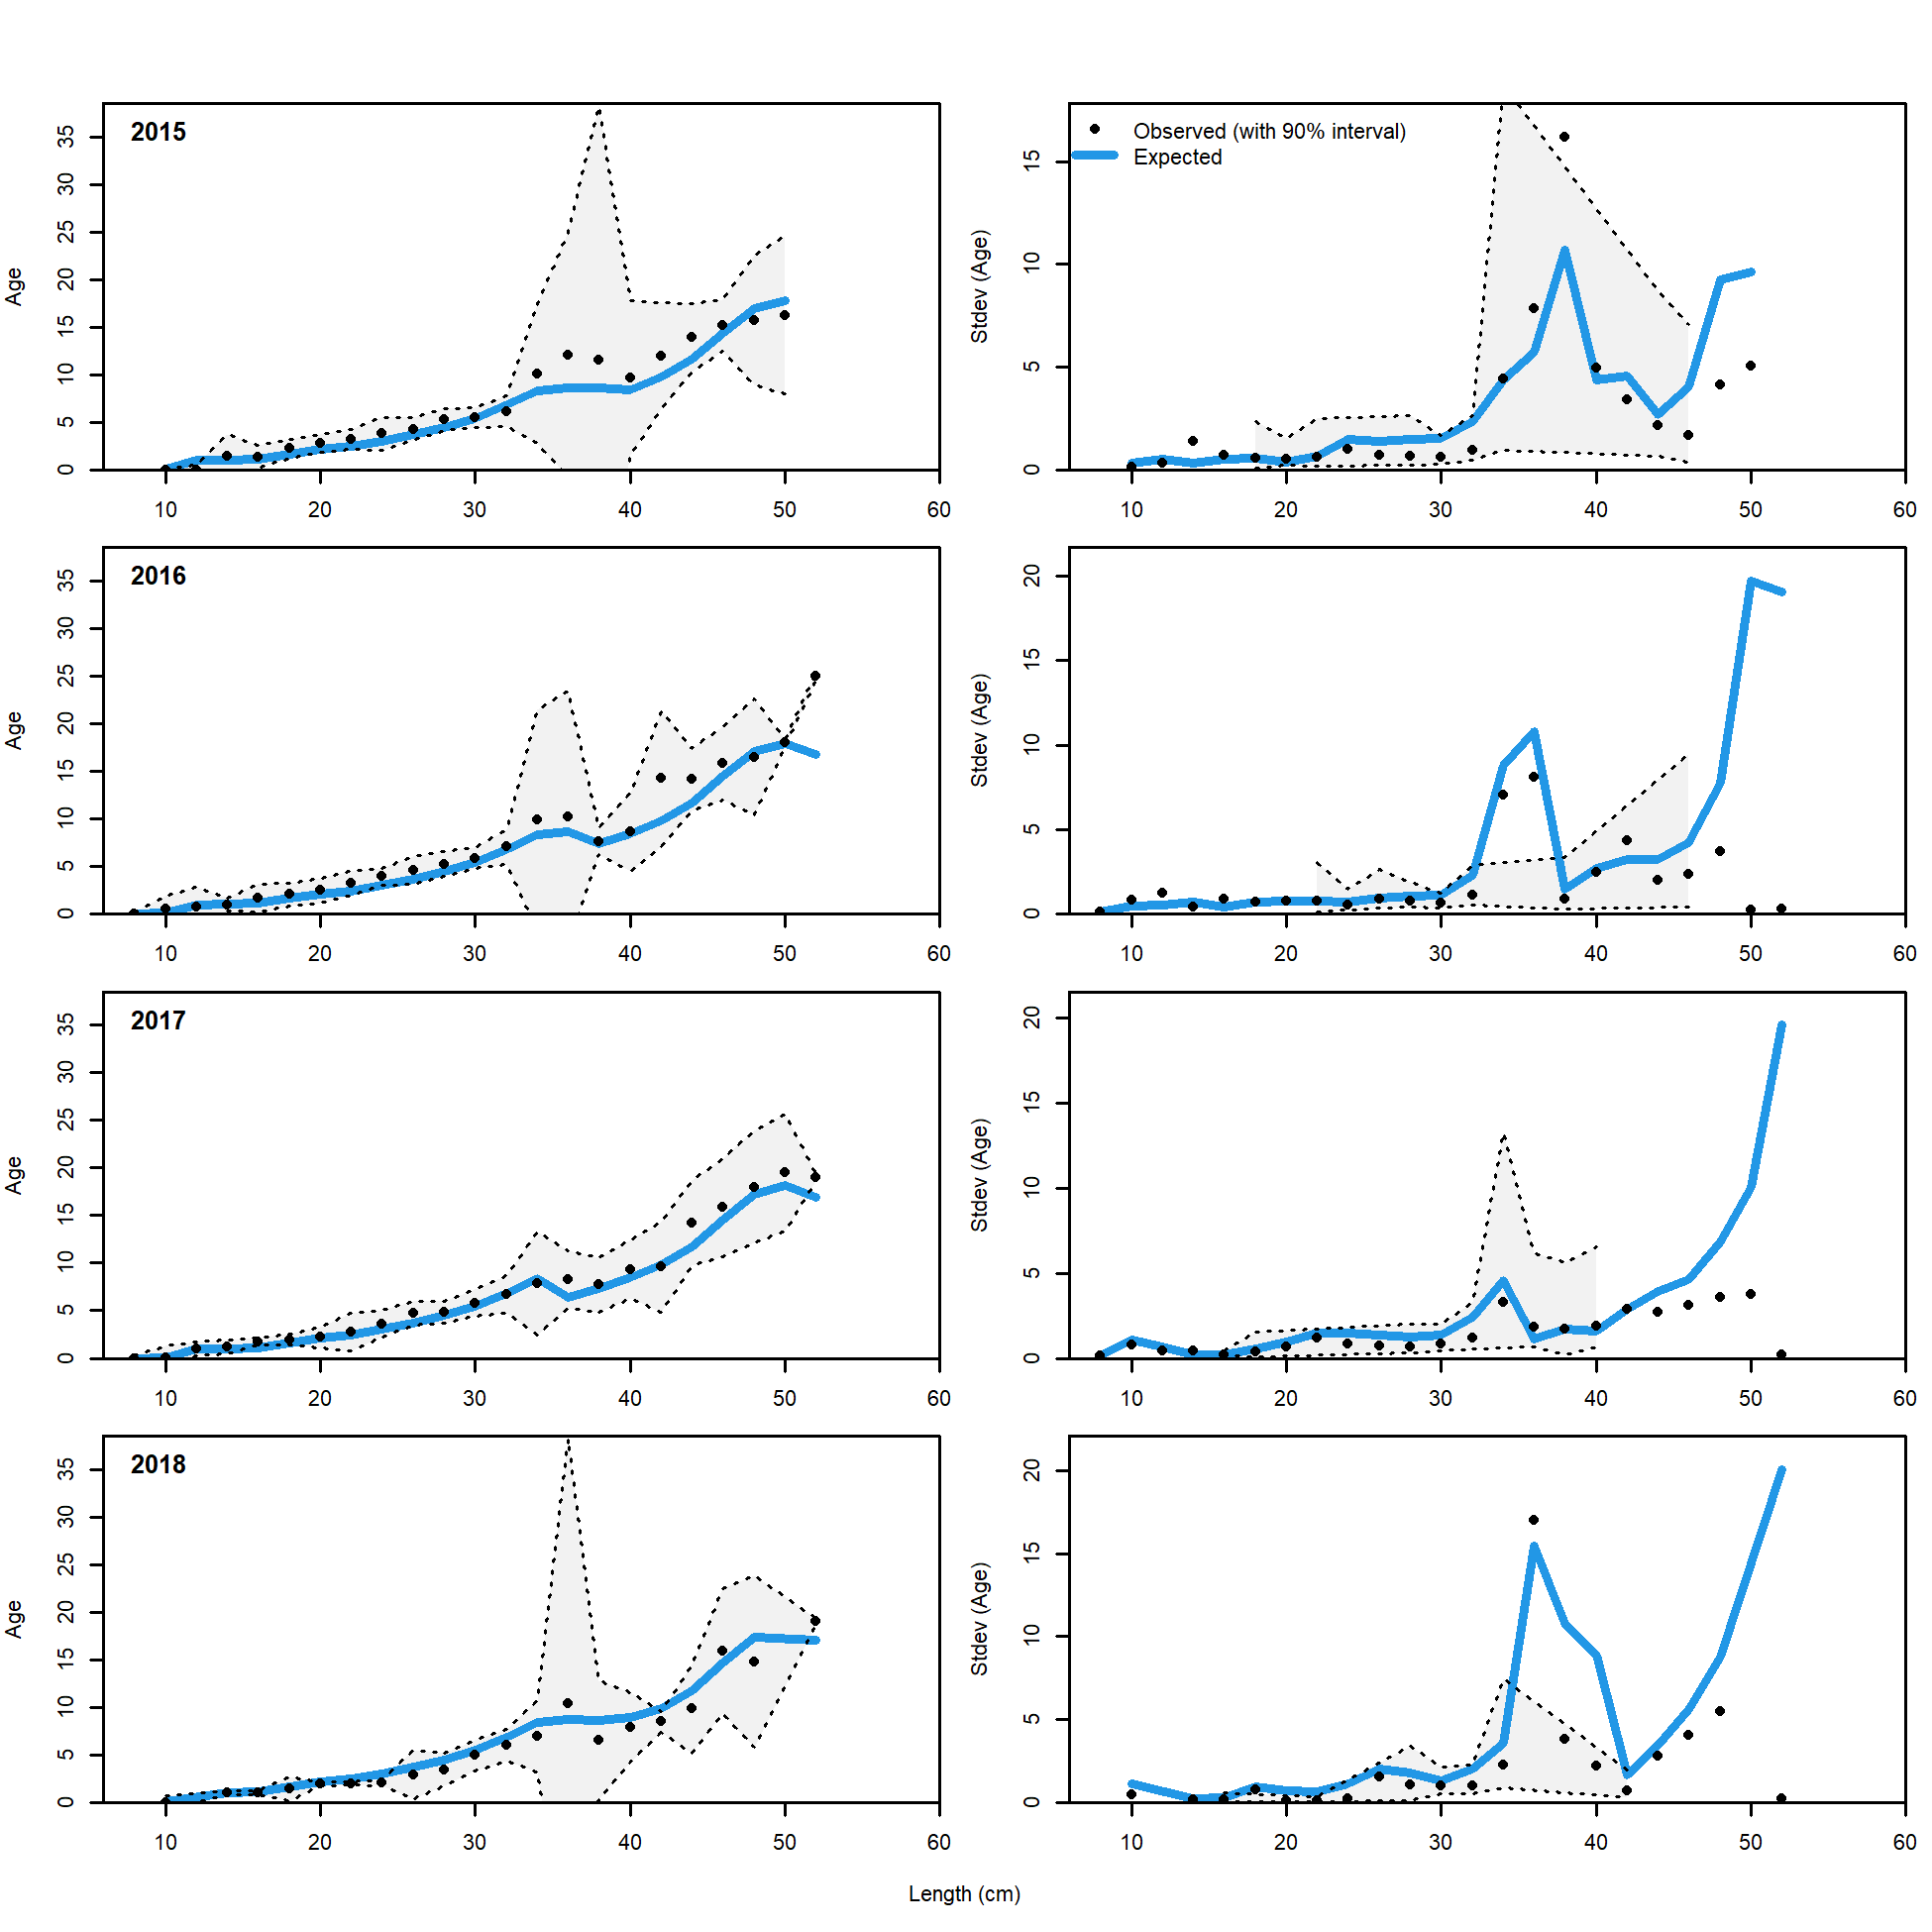 2015
Age
0 5 10 15 20 25 30 35
10 20 30 40 50 60
Observed (with 90% interval)
Expected
Stdev (Age)
0 5 10 15
10 20 30 40 50 60
2016
Age
0 5 10 15 20 25 30 35
10 20 30 40 50 60
Stdev (Age)
0 5 10 15 20
10 20 30 40 50 60
2017
Age
0 5 10 15 20 25 30 35
10 20 30 40 50 60
Stdev (Age)
0 5 10 15 20
10 20 30 40 50 60
2018
Age
0 5 10 15 20 25 30 35
10 20 30 40 50 60
Stdev (Age)
0 5 10 15 20
10 20 30 40 50 60
Length (cm)